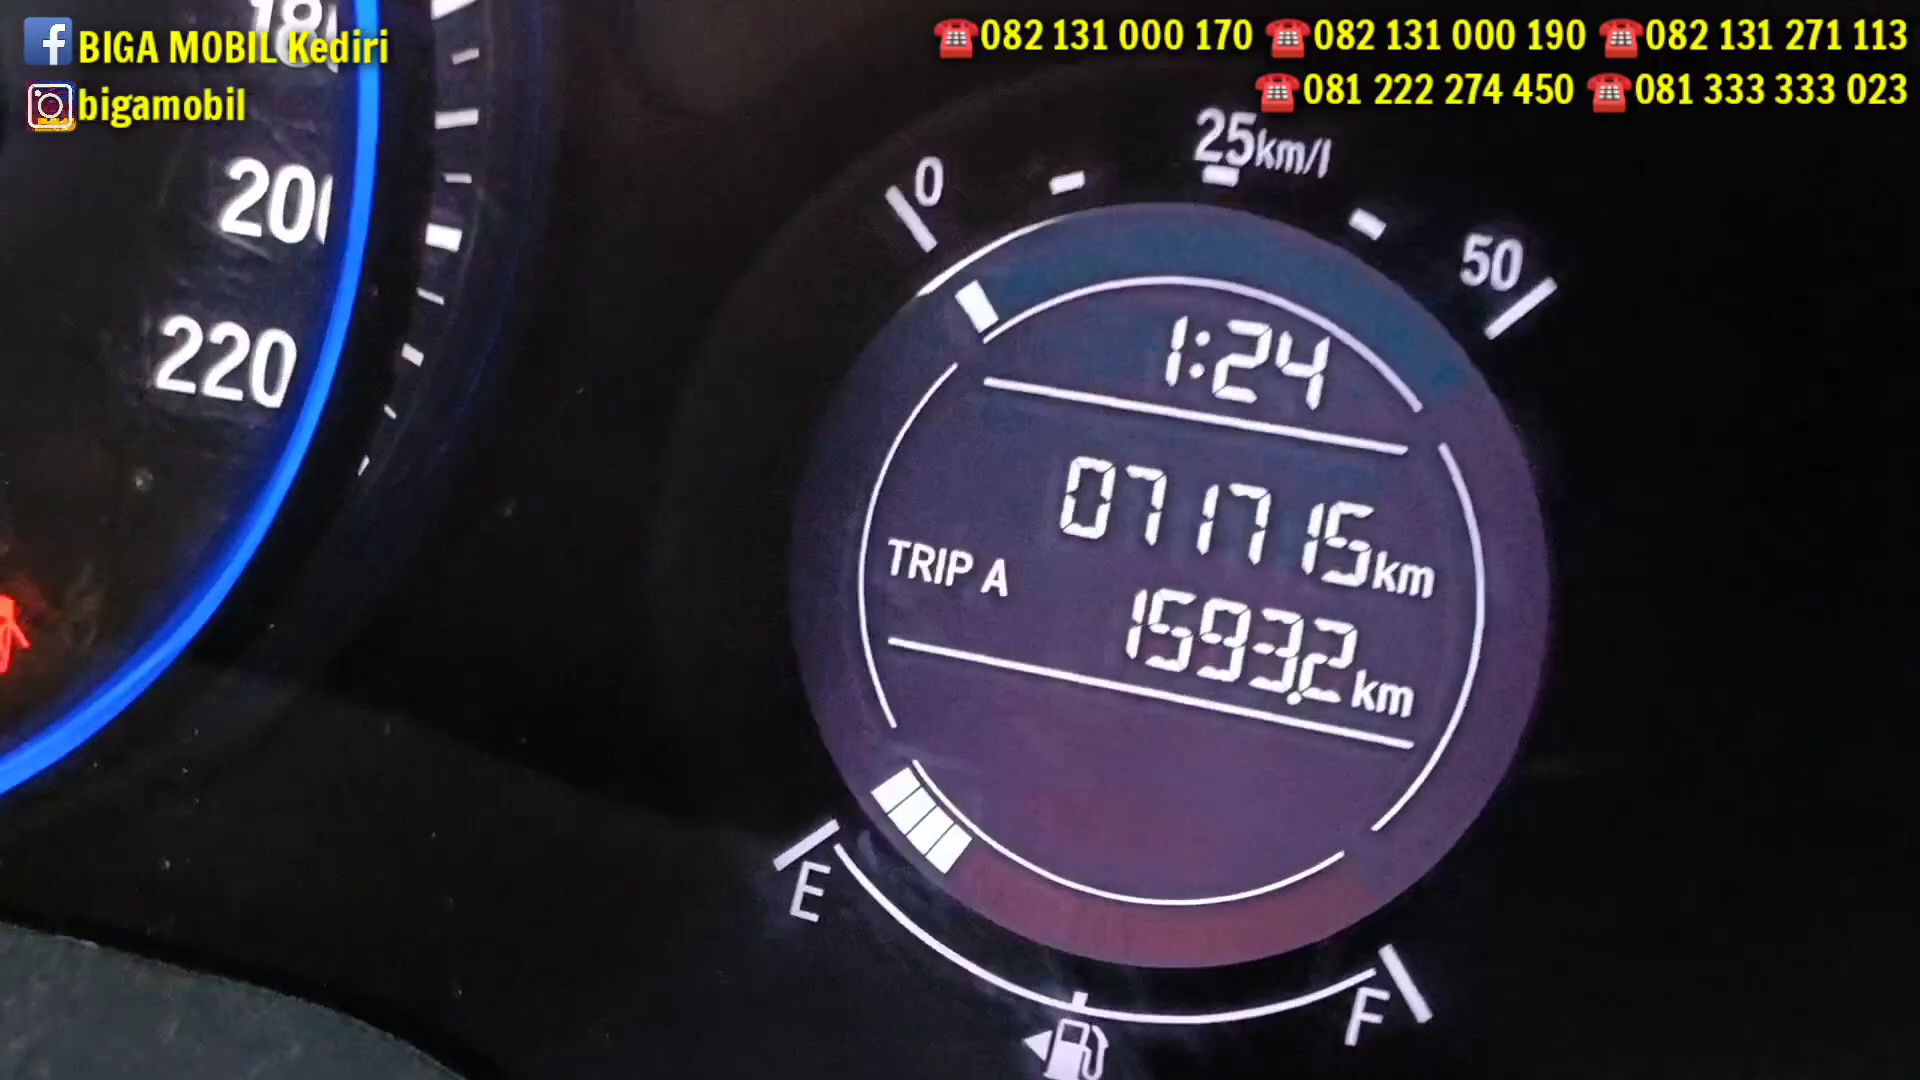 BIGA MOBIL Kediri
bigamobil
☎082 131 000 170 ☎082 131 000 190 ☎082 131 271 113
☎081 222 274 450 ☎081 333 333 023
180
200
220
0
25km/l
50
1:24
071715km
TRIP A
1593.2km
E
F